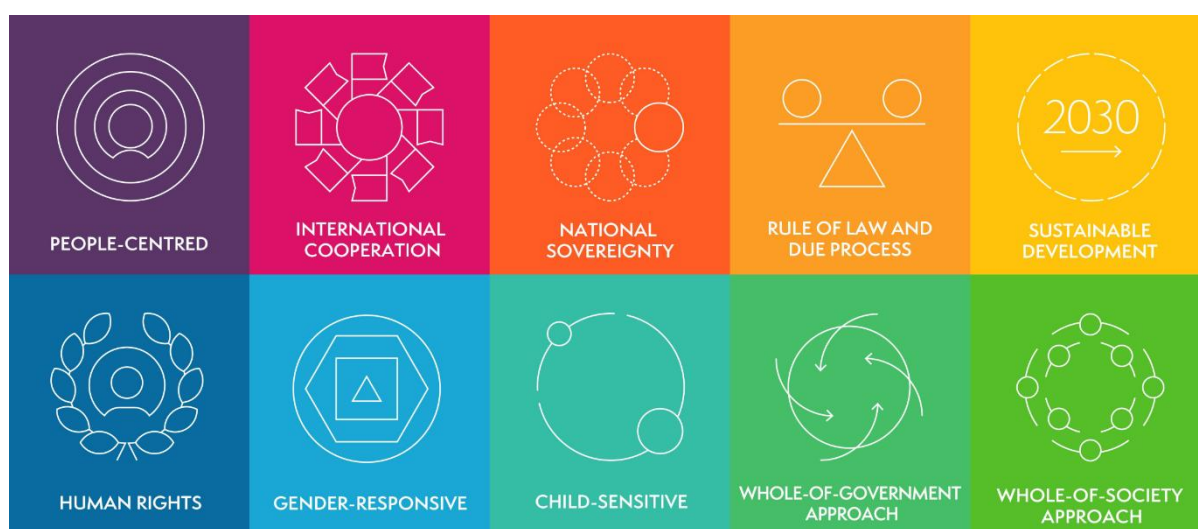 2030
PEOPLE-CENTRED
INTERNATIONAL
COOPERATION
NATIONAL
SOVEREIGNTY
RULE OF LAW AND
DUE PROCESS
SUSTAINABLE
DEVELOPMENT
HUMAN RIGHTS
GENDER-RESPONSIVE
CHILD-SENSITIVE
WHOLE-OF-GOVERNMENT
APPROACH
WHOLE-OF-SOCIETY
APPROACH